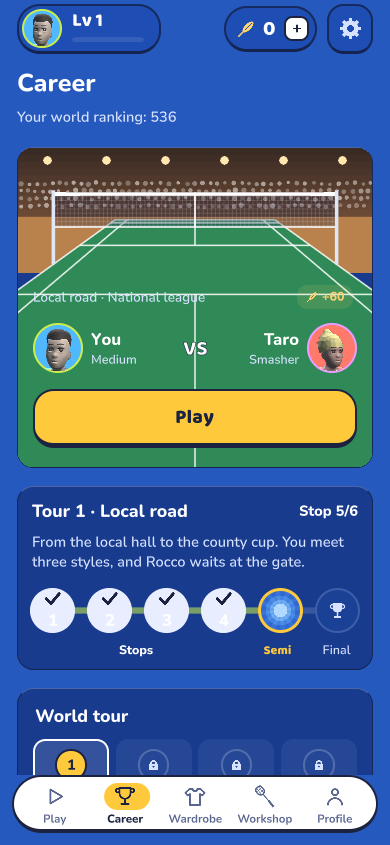 Lv 1
0
+
Career
Your world ranking: 536
Local road · National league
+60
You
Medium
VS
Taro
Smasher
Play
Tour 1 · Local road
Stop 5/6
From the local hall to the county cup. You meet
three styles, and Rocco waits at the gate.
1
2
3
4
Stops
Semi
Final
World tour
1
Play
Career
Wardrobe
Workshop
Profile